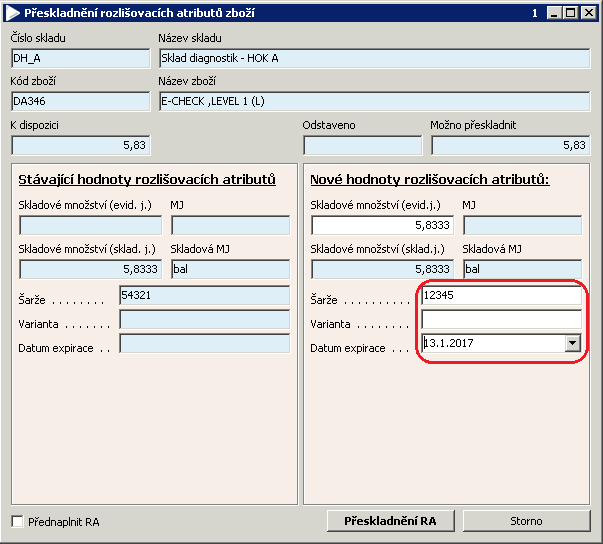 Přeskladnění rozlišovacích atributů zboží 1
Číslo skladu Název skladu
DH_A Sklad diagnostik - HOK A
Kód zboží Název zboží
DA346 E-CHECK ,LEVEL 1 (L)
K dispozici Odstaveno Možno přeskladnit
5,83 5,83
Stávající hodnoty rozlišovacích atributů
Skladové množství (evid. j.) MJ
Skladové množství (sklad. j.) Skladová MJ
5,8333 bal
Šarže . . . . . . . . 54321
Varianta . . . . . . .
Datum expirace . .
Nové hodnoty rozlišovacích atributů:
Skladové množství (evid.j.) MJ
5,8333
Skladové množství (sklad.j.) Skladová MJ
5,8333 bal
Šarže . . . . . . . . . . 12345
Varianta . . . . . . . .
Datum expirace . . . 13.1.2017
Přednaplnit RA Přeskladnění RA Storno